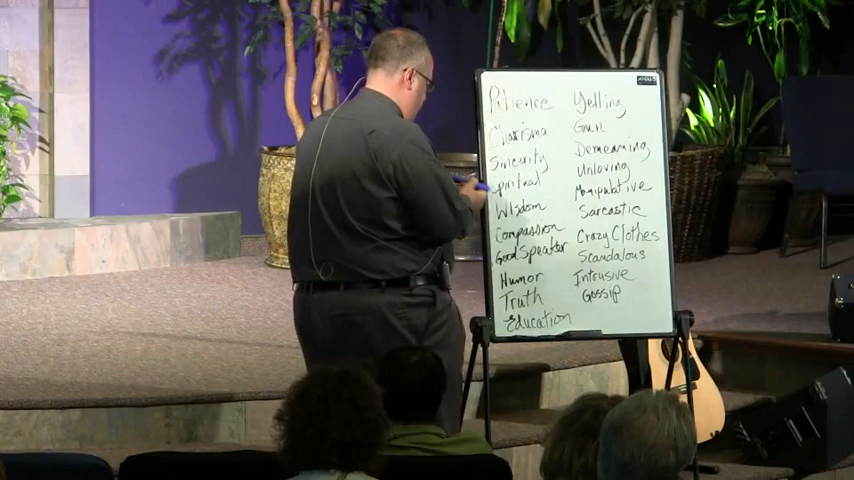 Patience
Charisma
Sincerity
Spiritual
Wisdom
Compassion
Good Speaker
Humor
Truth
Education
Yelling
Gun
Demeaning
Unloving
Manipulative
Sarcastic
Crazy Clothes
Scandalous
Intrusive
Gossip